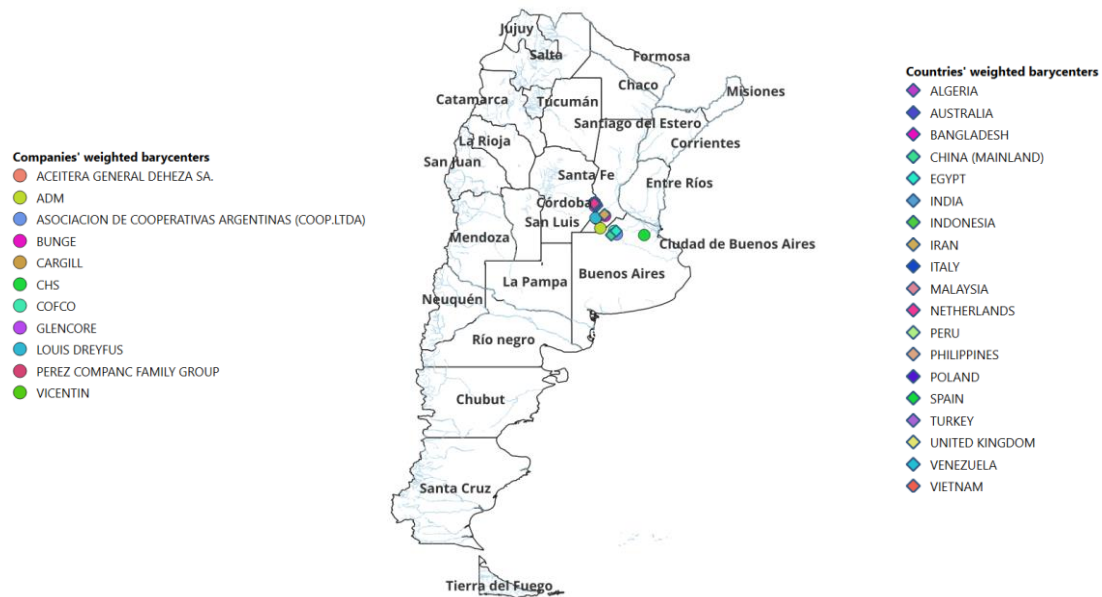 Companies' weighted barycenters
ACEITERA GENERAL DEHEZA SA.
ADM
ASOCIACION DE COOPERATIVAS ARGENTINAS (COOP.LTDA)
BUNGE
CARGILL
CHS
COFCO
GLENCORE
LOUIS DREYFUS
PEREZ COMPANC FAMILY GROUP
VICENTIN
Jujuy
Salta
Formosa
Chaco
Misiones
Catamarca
Tucumán
Santiago del Estero
La Rioja
Corrientes
San Juan
Santa Fe
Entre Ríos
Córdoba
San Luis
Mendoza
Ciudad de Buenos Aires
La Pampa
Buenos Aires
Neuquén
Río negro
Chubut
Santa Cruz
Tierra del Fuego
Countries' weighted barycenters
ALGERIA
AUSTRALIA
BANGLADESH
CHINA (MAINLAND)
EGYPT
INDIA
INDONESIA
IRAN
ITALY
MALAYSIA
NETHERLANDS
PERU
PHILIPPINES
POLAND
SPAIN
TURKEY
UNITED KINGDOM
VENEZUELA
VIETNAM